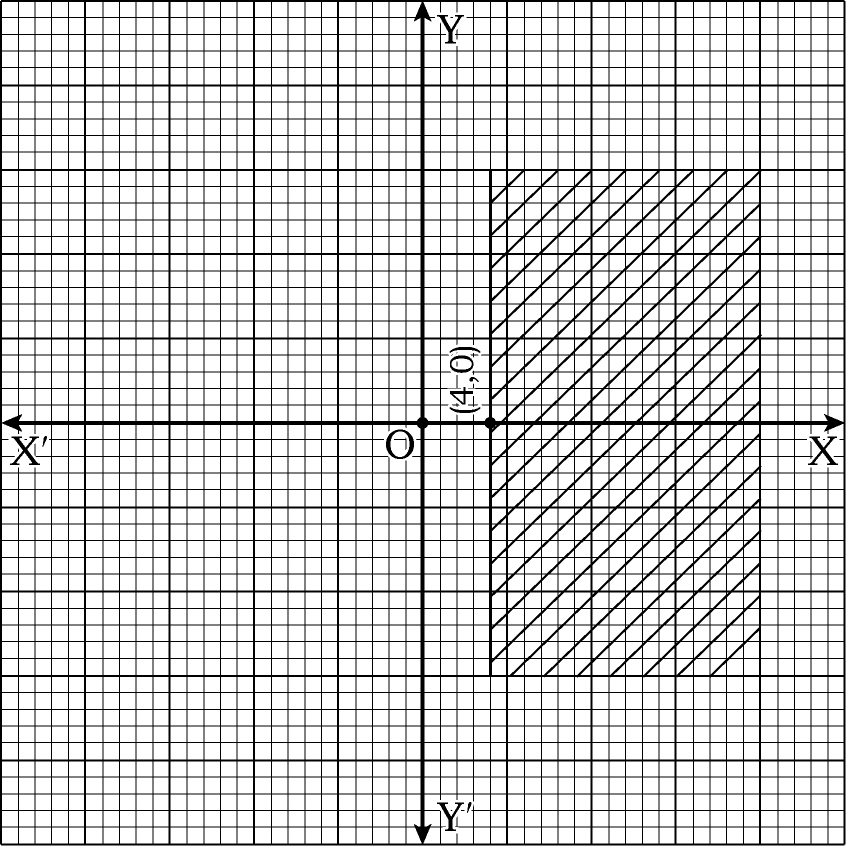 Y
(4,0)
X′
O
X
Y′